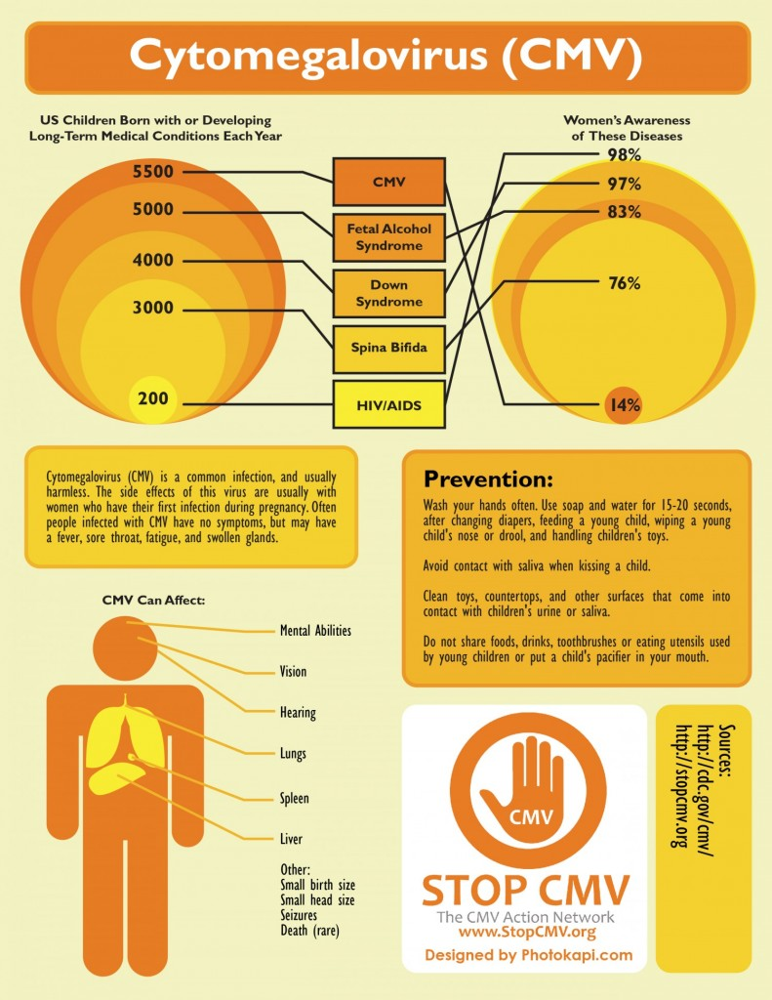 Cytomegalovirus (CMV)
US Children Born with or Developing
Long-Term Medical Conditions Each Year
5500
5000
4000
3000
200
CMV
Fetal Alcohol
Syndrome
Down
Syndrome
Spina Bifida
HIV/AIDS
Women's Awareness
of These Diseases
98%
97%
83%
76%
14%
Cytomegalovirus (CMV) is a common infection, and usually
harmless. The side effects of this virus are usually with
women who have their first infection during pregnancy. Often
people infected with CMV have no symptoms, but may have
a fever, sore throat, fatigue, and swollen glands.
Prevention:
Wash your hands often. Use soap and water for 15-20 seconds,
after changing diapers, feeding a young child, wiping a young
child's nose or drool, and handling children's toys.
Avoid contact with saliva when kissing a child.
Clean toys, countertops, and other surfaces that come into
contact with children's urine or saliva.
Do not share foods, drinks, toothbrushes or eating utensils used
by young children or put a child's pacifier in your mouth.
CMV Can Affect:
Mental Abilities
Vision
Hearing
Lungs
Spleen
Liver
Other:
Small birth size
Small head size
Seizures
Death (rare)
CMV
STOP CMV
The CMV Action Network
www.StopCMV.org
Designed by Photokapi.com
Sources:
http://cdc.gov/cmv/
http://stopcmv.org